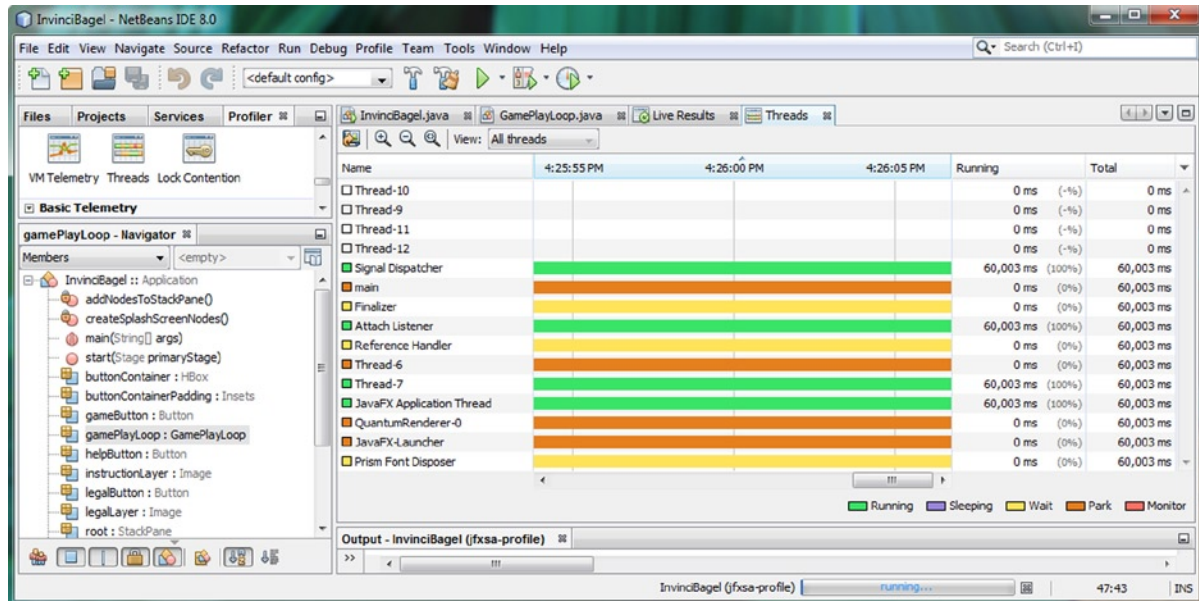 InvinciBagel - NetBeans IDE 8.0
File Edit View Navigate Source Refactor Run Debug Profile Team Tools Window Help
Search (Ctrl+I)
<default config>
Files Projects Services Profiler
InvinciBagel.java GamePlayLoop.java Live Results Threads
View: All threads
VM Telemetry Threads Lock Contention
Basic Telemetry
gamePlayLoop - Navigator
Members <empty>
InvinciBagel :: Application
addNodesToStackPane()
createSplashScreenNodes()
main(String[] args)
start(Stage primaryStage)
buttonContainer : HBox
buttonContainerPadding : Insets
gameButton : Button
gamePlayLoop : GamePlayLoop
helpButton : Button
instructionLayer : Image
legalButton : Button
legalLayer : Image
root : StackPane
Name 4:25:55 PM 4:26:00 PM 4:26:05 PM Running Total
Thread-10 0 ms (-%) 0 ms
Thread-9 0 ms (-%) 0 ms
Thread-11 0 ms (-%) 0 ms
Thread-12 0 ms (-%) 0 ms
Signal Dispatcher 60,003 ms (100%) 60,003 ms
main 0 ms (0%) 60,003 ms
Finalizer 0 ms (0%) 60,003 ms
Attach Listener 60,003 ms (100%) 60,003 ms
Reference Handler 0 ms (0%) 60,003 ms
Thread-6 0 ms (0%) 60,003 ms
Thread-7 60,003 ms (100%) 60,003 ms
JavaFX Application Thread 60,003 ms (100%) 60,003 ms
QuantumRenderer-0 0 ms (0%) 60,003 ms
JavaFX-Launcher 0 ms (0%) 60,003 ms
Prism Font Disposer 0 ms (0%) 60,003 ms
Running Sleeping Wait Park Monitor
Output - InvinciBagel (jfxsa-profile)
InvinciBagel (jfxsa-profile) running... 47:43 INS